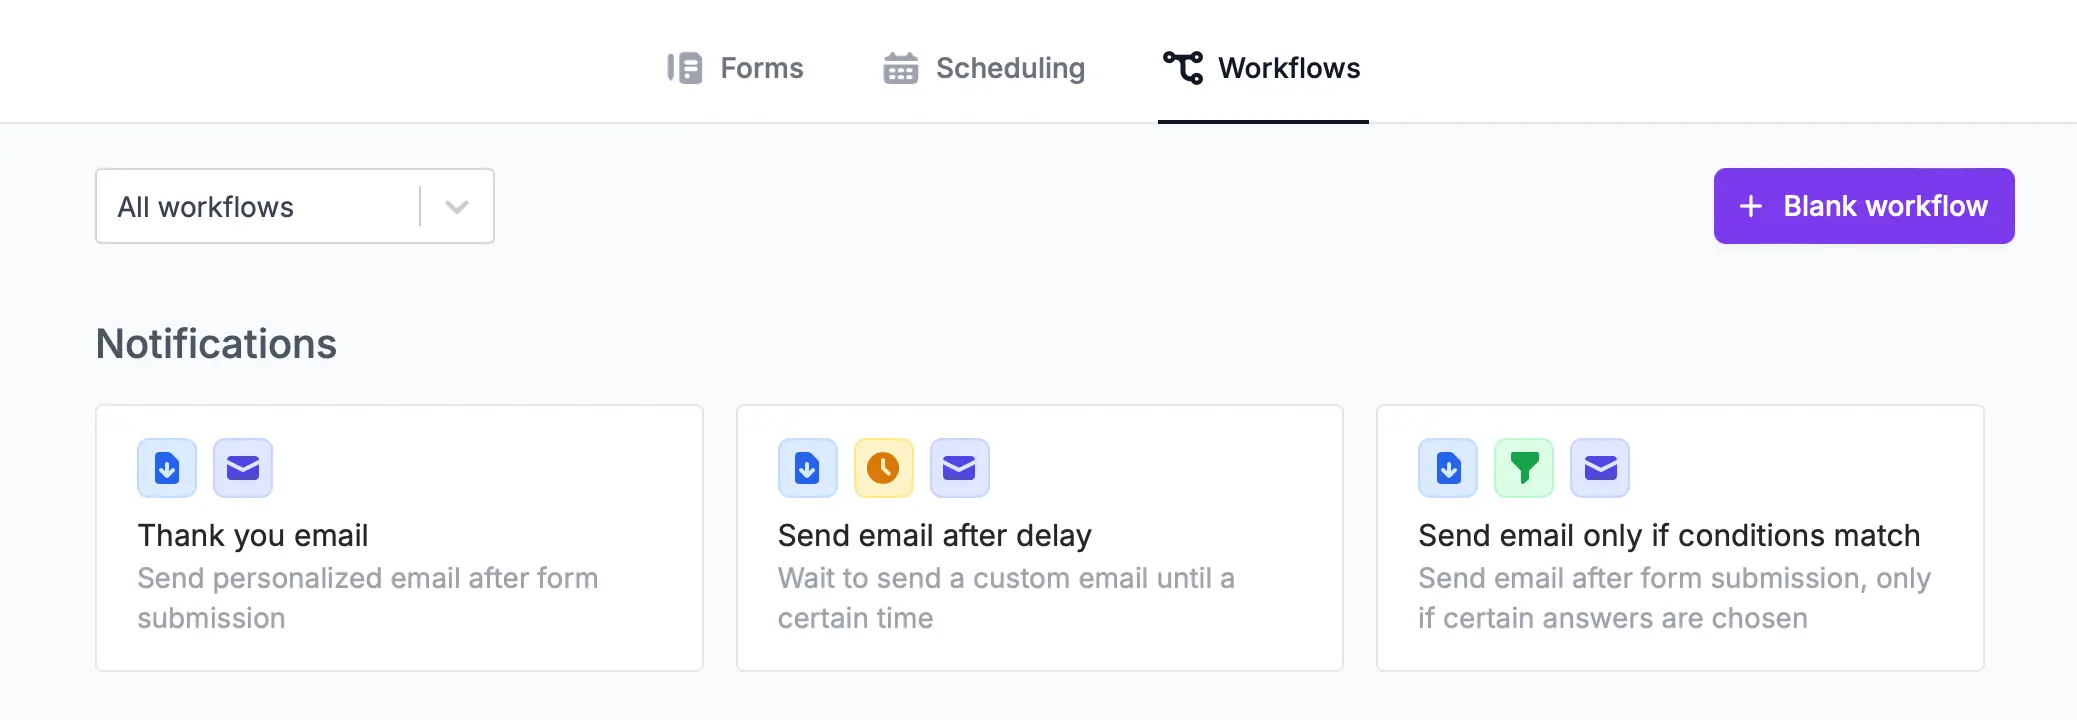 Forms
Scheduling
Workflows
All workflows
Blank workflow
Notifications
Thank you email
Send personalized email after form
submission
Send email after delay
Wait to send a custom email until a
certain time
Send email only if conditions match
Send email after form submission, only
if certain answers are chosen